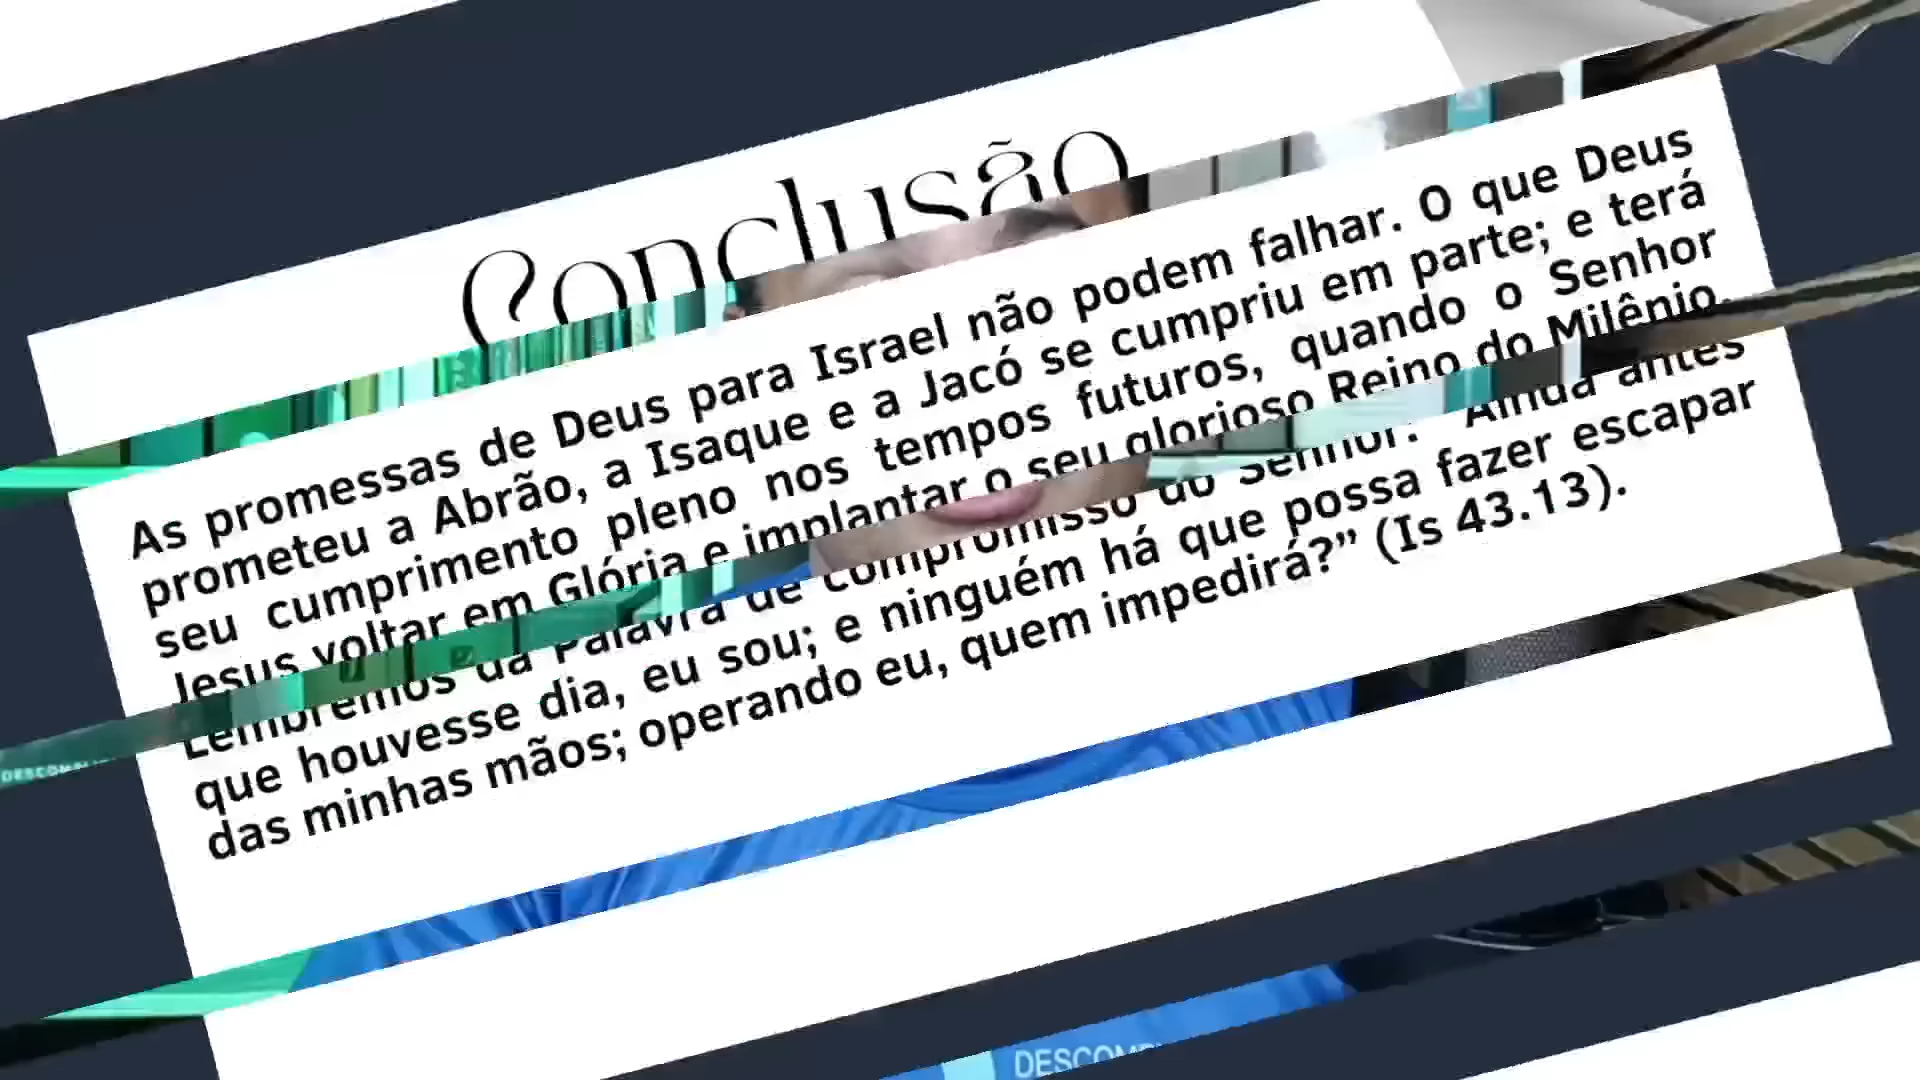 Conclusão
As promessas de Deus para Israel não podem falhar. O que Deus
prometeu a Abrão, a Isaque e a Jacó se cumpriu em parte; e terá
seu cumprimento pleno nos tempos futuros, quando o Senhor
Jesus voltar em Glória e implantar o seu glorioso Reino do Milênio.
Lembremos da Palavra de compromisso do Senhor: “Ainda antes
que houvesse dia, eu sou; e ninguém há que possa fazer escapar
das minhas mãos; operando eu, quem impedirá?” (Is 43.13).